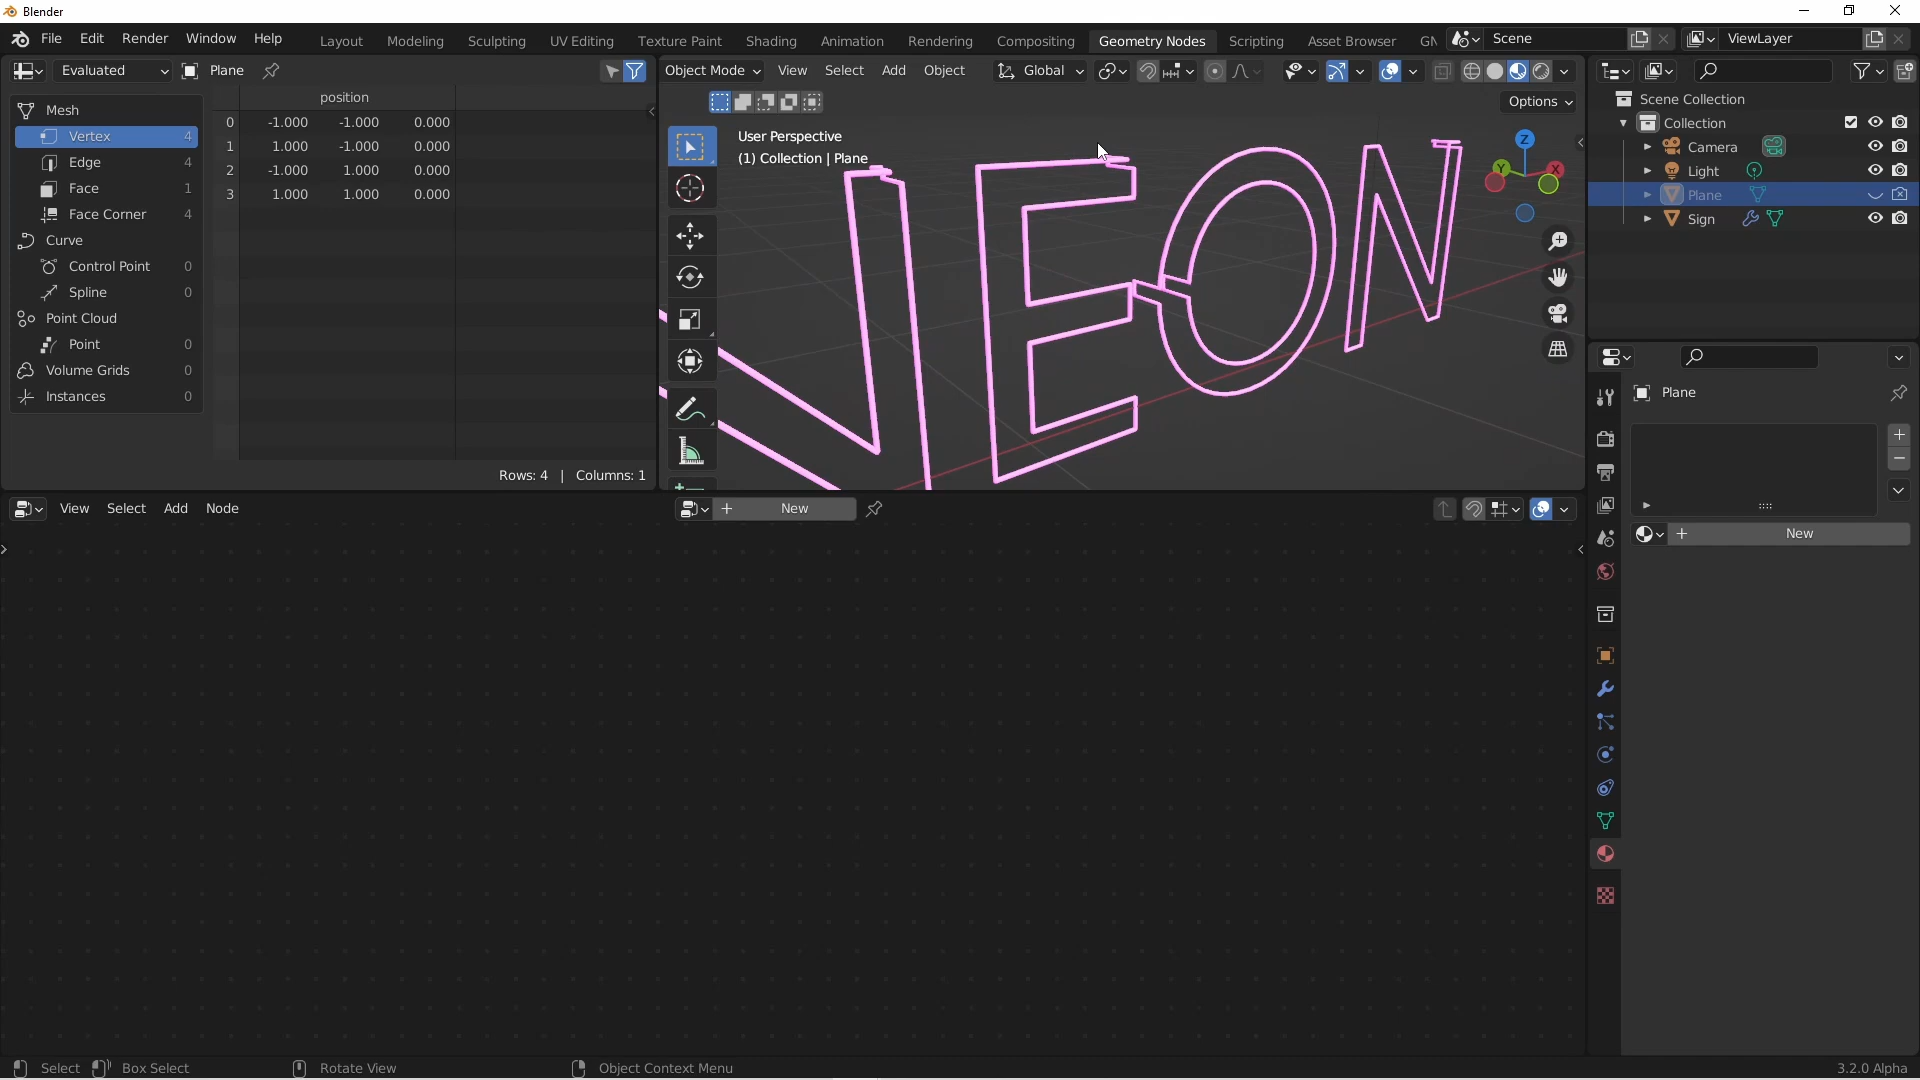 Blender
File Edit Render Window Help Layout Modeling Sculpting UV Editing Texture Paint Shading Animation Rendering Compositing Geometry Nodes Scripting Asset Browser GN Scene ViewLayer
Evaluated Plane
Object Mode View Select Add Object Global
Options
Mesh
Vertex 4
Edge 4
Face 1
Face Corner 4
Curve
Control Point 0
Spline 0
Point Cloud
Point 0
Volume Grids 0
Instances 0
position
0 -1.000 -1.000 0.000
1 1.000 -1.000 0.000
2 -1.000 1.000 0.000
3 1.000 1.000 0.000
Rows: 4 | Columns: 1
User Perspective
(1) Collection | Plane
NEON
Z
Y X
Scene Collection
Collection
Camera
Light
Plane
Sign
Plane
New
View Select Add Node New
Select Box Select Rotate View Object Context Menu 3.2.0 Alpha